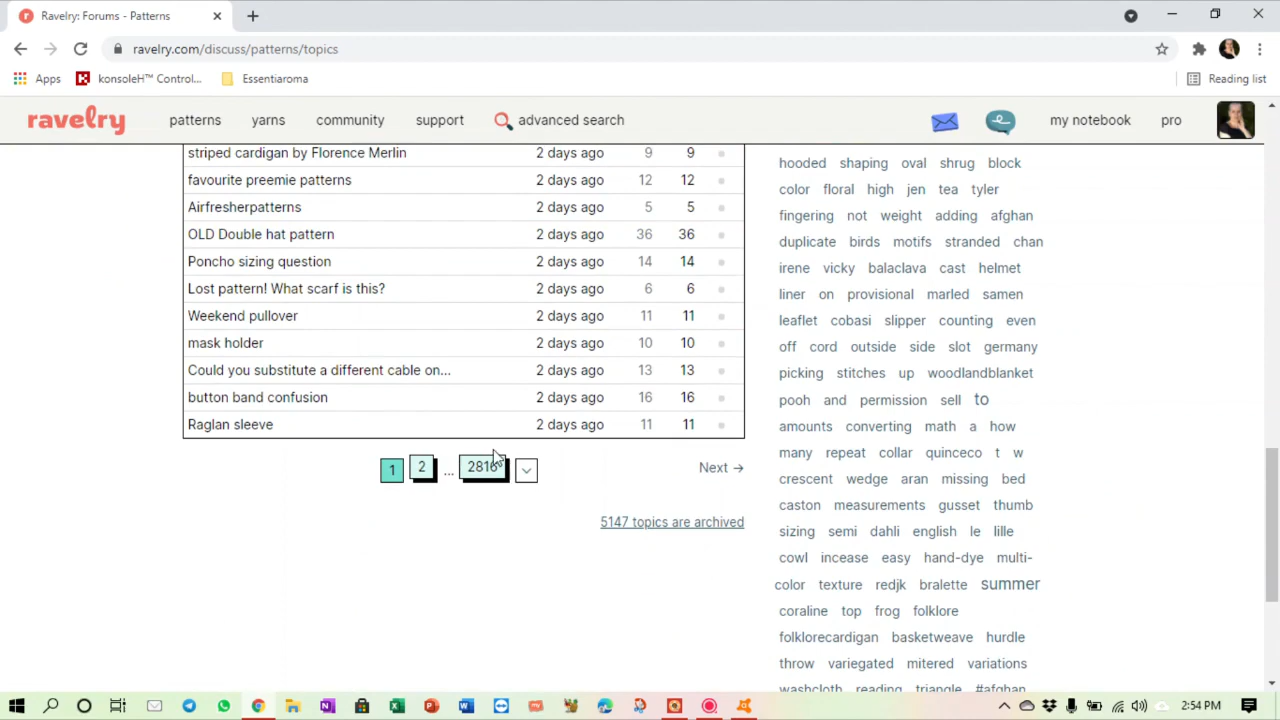 Ravelry: Forums - Patterns
ravelry.com/discuss/patterns/topics
Apps konsoleH™ Control... Essentiaroma Reading list
ravelry patterns yarns community support advanced search my notebook pro
striped cardigan by Florence Merlin 2 days ago 9 9
favourite preemie patterns 2 days ago 12 12
Airfresherpatterns 2 days ago 5 5
OLD Double hat pattern 2 days ago 36 36
Poncho sizing question 2 days ago 14 14
Lost pattern! What scarf is this? 2 days ago 6 6
Weekend pullover 2 days ago 11 11
mask holder 2 days ago 10 10
Could you substitute a different cable on... 2 days ago 13 13
button band confusion 2 days ago 16 16
Raglan sleeve 2 days ago 11 11
1 2 ... 2816 Next →
5147 topics are archived
hooded shaping oval shrug block
color floral high jen tea tyler
fingering not weight adding afghan
duplicate birds motifs stranded chan
irene vicky balaclava cast helmet
liner on provisional marled samen
leaflet cobasi slipper counting even
off cord outside side slot germany
picking stitches up woodlandblanket
pooh and permission sell to
amounts converting math a how
many repeat collar quinceco t w
crescent wedge aran missing bed
caston measurements gusset thumb
sizing semi dahli english le lille
cowl incease easy hand-dye multi-
color texture redjk bralette summer
coraline top frog folklore
folklorecardigan basketweave hurdle
throw variegated mitered variations
washcloth reading triangle #afghan
2:54 PM